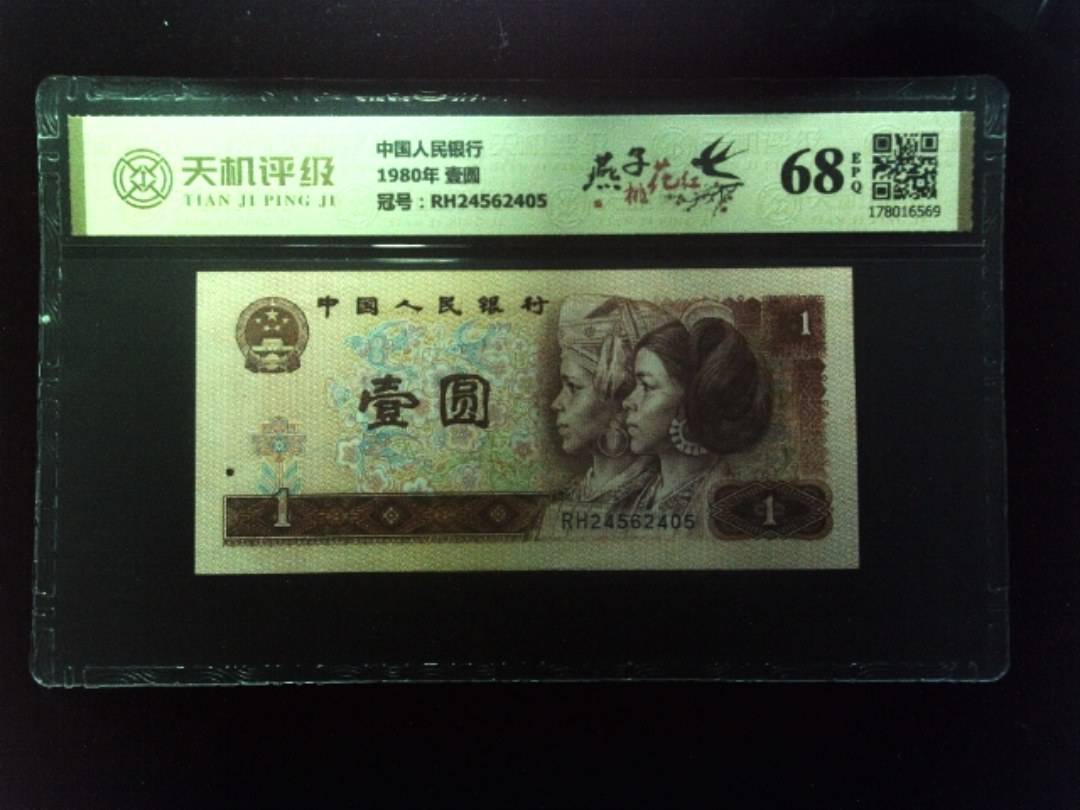 天机评级
TIAN JI PING JI
中国人民银行
1980年 壹圆
冠号：RH24562405
燕子桃花红
68
EPQ
178016569
中国人民银行
壹圆
1
1
1
RH24562405